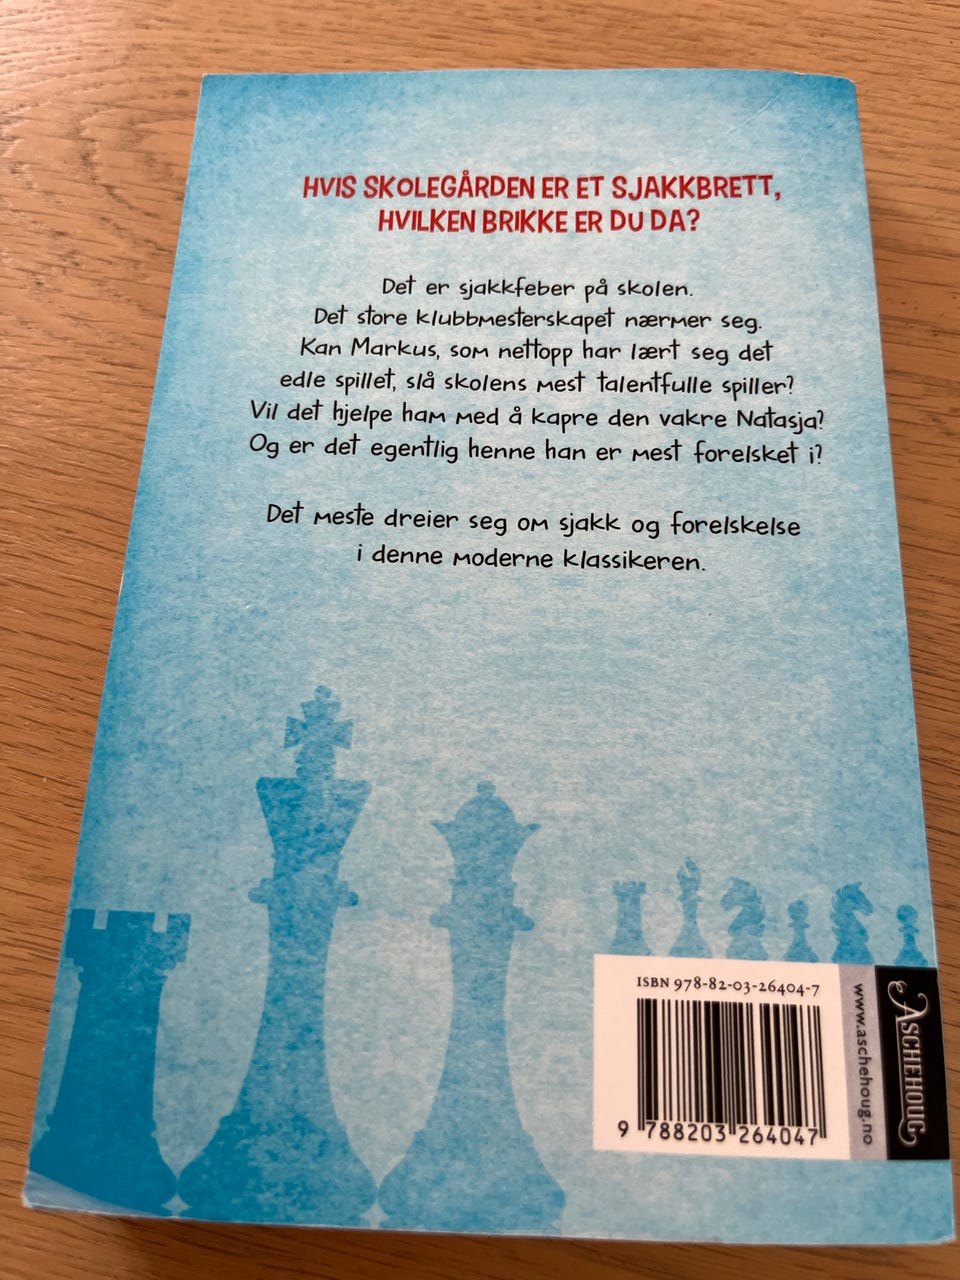 HVIS SKOLEGÅRDEN ER ET SJAKKBRETT,
HVILKEN BRIKKE ER DU DA?
Det er sjakkfeber på skolen.
Det store klubbmesterskapet nærmer seg.
Kan Markus, som nettopp har lært seg det
edle spillet, slå skolens mest talentfulle spiller?
Vil det hjelpe ham med å kapre den vakre Natasja?
Og er det egentlig henne han er mest forelsket i?
Det meste dreier seg om sjakk og forelskelse
i denne moderne klassikeren.
ISBN 978-82-03-26404-7
9 788203 264047
www.aschehoug.no
ASCHEHOUG